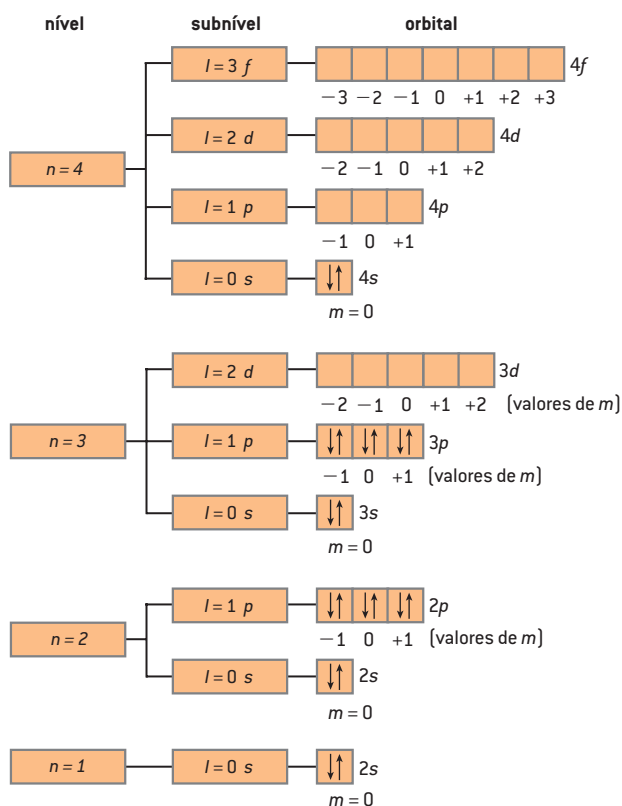 nível subnível orbital
l = 3 f 4f
−3 −2 −1 0 +1 +2 +3
l = 2 d 4d
n = 4
−2 −1 0 +1 +2
l = 1 p 4p
−1 0 +1
l = 0 s ↓↑ 4s
m = 0
l = 2 d 3d
−2 −1 0 +1 +2 (valores de m)
n = 3 l = 1 p ↓↑ ↓↑ ↓↑ 3p
−1 0 +1 (valores de m)
l = 0 s ↓↑ 3s
m = 0
l = 1 p ↓↑ ↓↑ ↓↑ 2p
n = 2 −1 0 +1 (valores de m)
l = 0 s ↓↑ 2s
m = 0
n = 1 l = 0 s ↓↑ 2s
m = 0